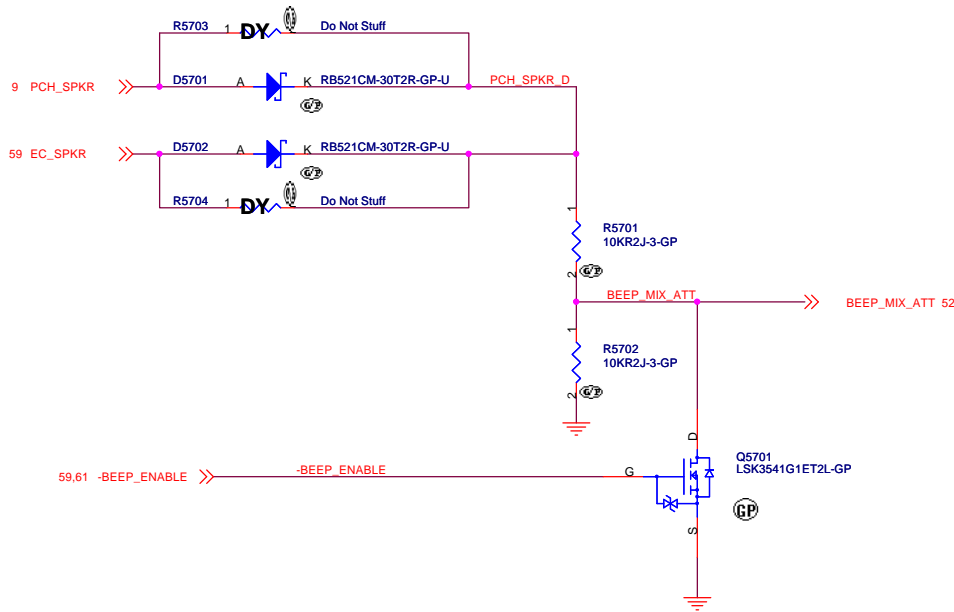 R5703 1 DY 2 Do Not Stuff
9 PCH_SPKR D5701 A K RB521CM-30T2R-GP-U PCH_SPKR_D
G/P
59 EC_SPKR D5702 A K RB521CM-30T2R-GP-U
G/P
R5704 1 DY 2 Do Not Stuff
1
R5701
10KR2J-3-GP
2 G/P
BEEP_MIX_ATT
BEEP_MIX_ATT 52
1
R5702
10KR2J-3-GP
2 G/P
D
Q5701
LSK3541G1ET2L-GP
59,61 -BEEP_ENABLE -BEEP_ENABLE G
GP
S